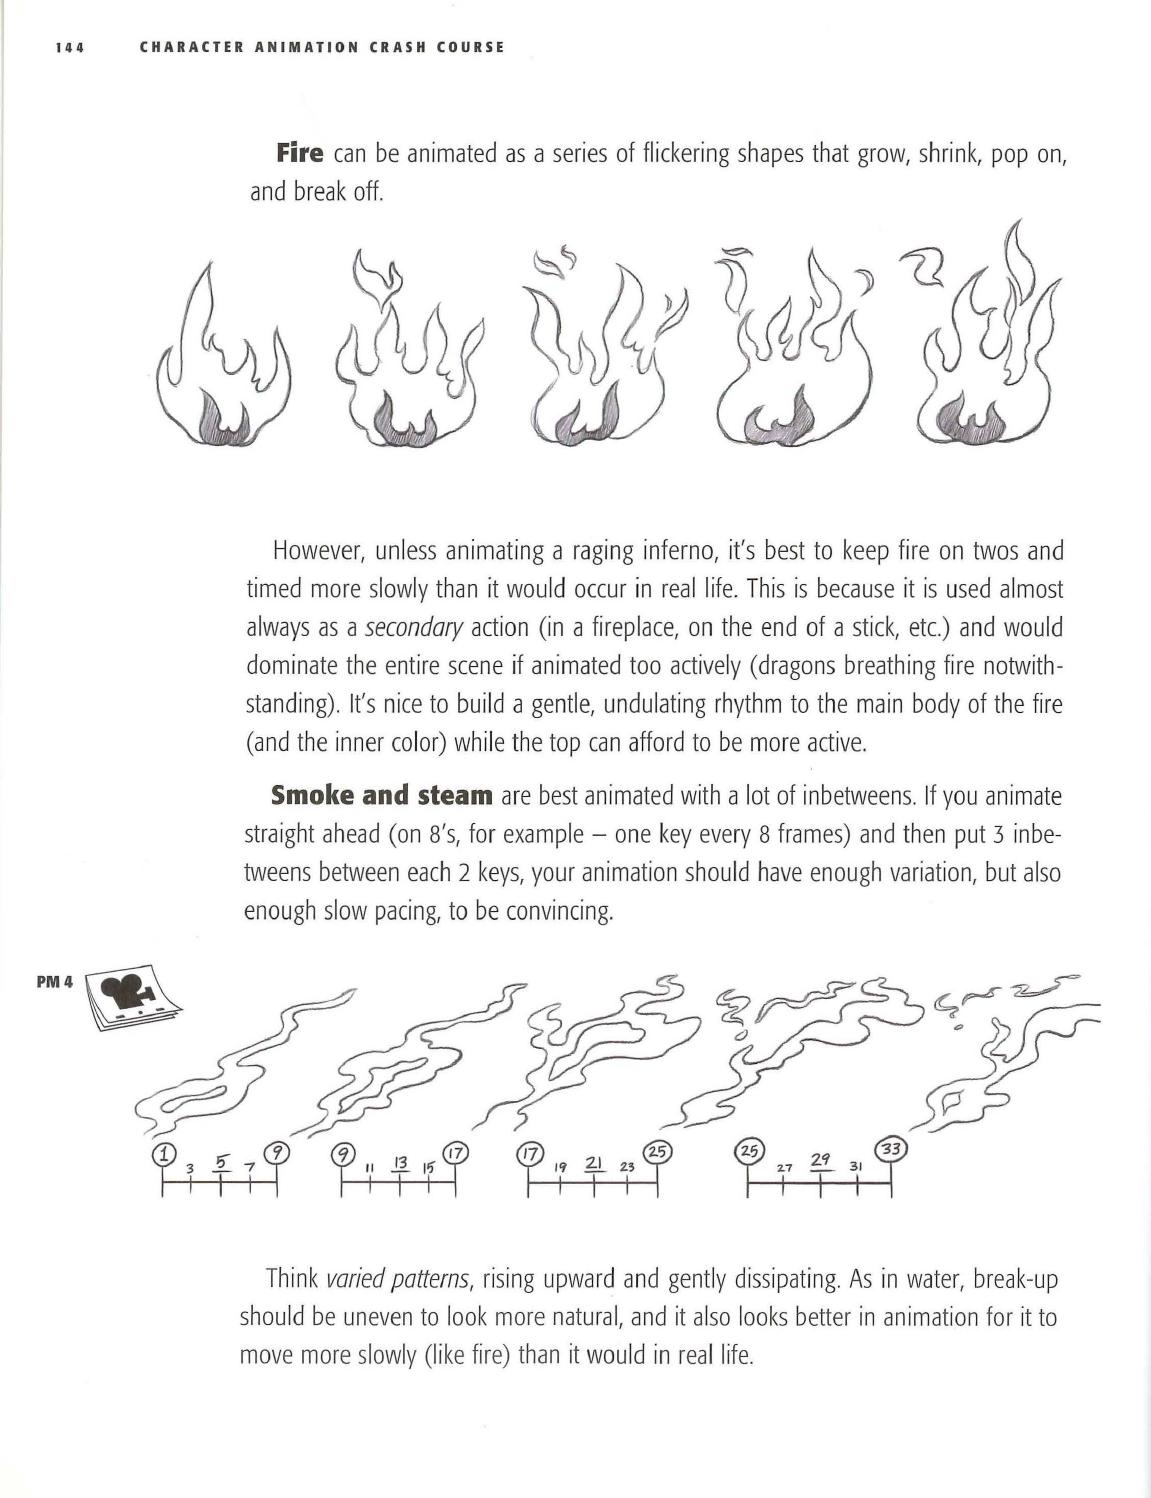 144 CHARACTER ANIMATION CRASH COURSE
Fire can be animated as a series of flickering shapes that grow, shrink, pop on,
and break off.
However, unless animating a raging inferno, it's best to keep fire on twos and
timed more slowly than it would occur in real life. This is because it is used almost
always as a secondary action (in a fireplace, on the end of a stick, etc.) and would
dominate the entire scene if animated too actively (dragons breathing fire notwith-
standing). It's nice to build a gentle, undulating rhythm to the main body of the fire
(and the inner color) while the top can afford to be more active.
Smoke and steam are best animated with a lot of inbetweens. If you animate
straight ahead (on 8's, for example – one key every 8 frames) and then put 3 inbe-
tweens between each 2 keys, your animation should have enough variation, but also
enough slow pacing, to be convincing.
PM 4
1 3 5 7 9 9 11 13 15 17 17 19 21 23 25 25 27 29 31 33
Think varied patterns, rising upward and gently dissipating. As in water, break-up
should be uneven to look more natural, and it also looks better in animation for it to
move more slowly (like fire) than it would in real life.